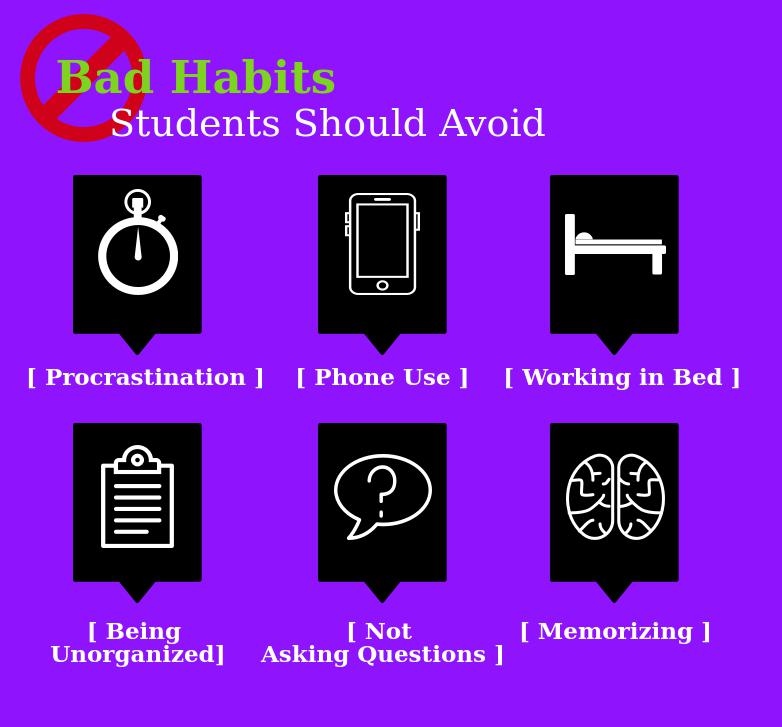 Bad Habits
Students Should Avoid
[ Procrastination ]
[ Phone Use ]
[ Working in Bed ]
[ Being
Unorganized]
[ Not
Asking Questions ]
[ Memorizing ]